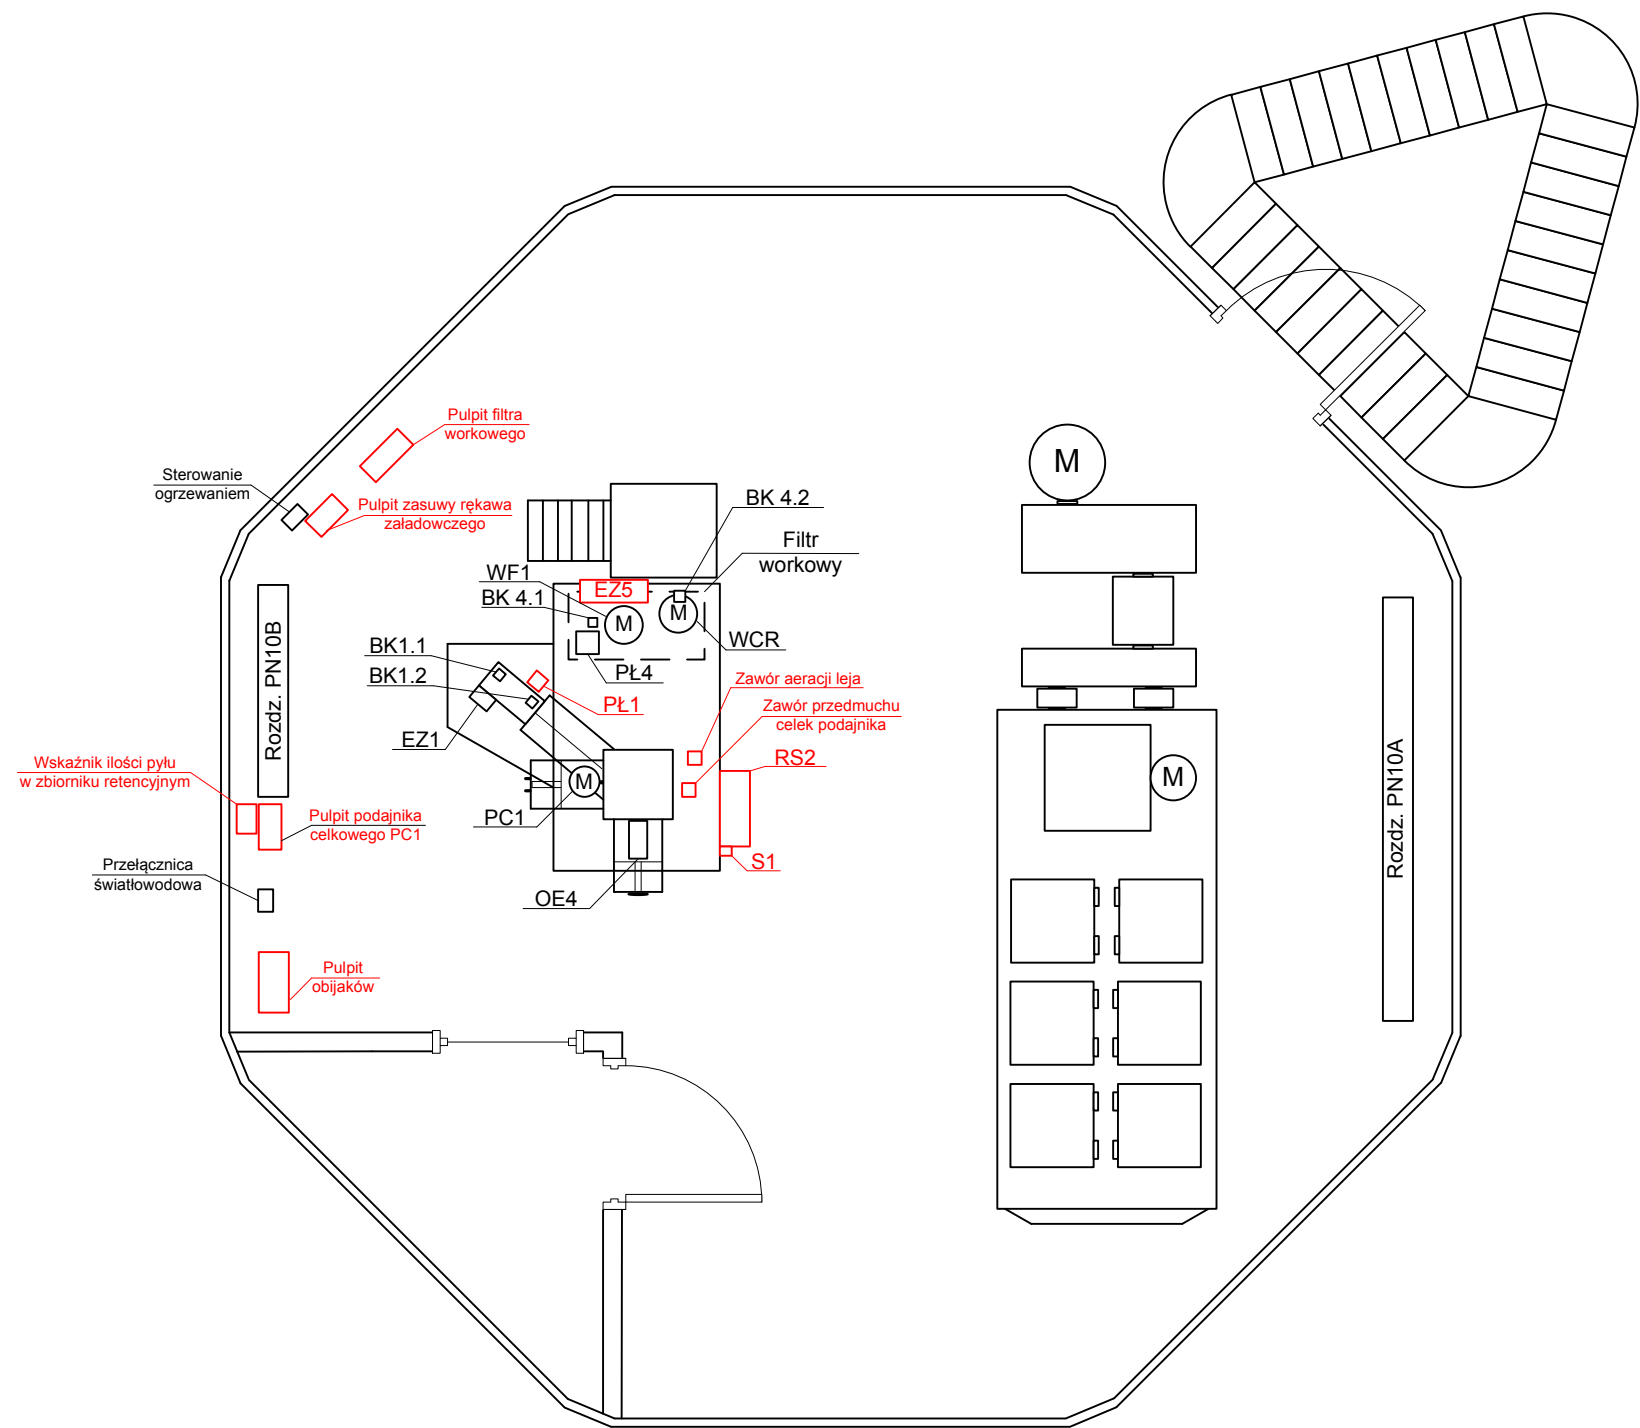 Pulpit filtra
workowego
Sterowanie
ogrzewaniem
Pulpit zasuwy rękawa
załadowczego
M
BK 4.2
Filtr
workowy
WF1
EZ5
BK 4.1
M
M
WCR
PŁ4
BK1.1
BK1.2
PŁ1
EZ1
Zawór aeracji leja
Zawór przedmuchu
celek podajnika
RS2
Rozdz. PN10B
Wskaźnik ilości pyłu
w zbiorniku retencyjnym
Pulpit podajnika
celkowego PC1
M
PC1
M
Rozdz. PN10A
S1
Przełącznica
światłowodowa
OE4
Pulpit
obijaków